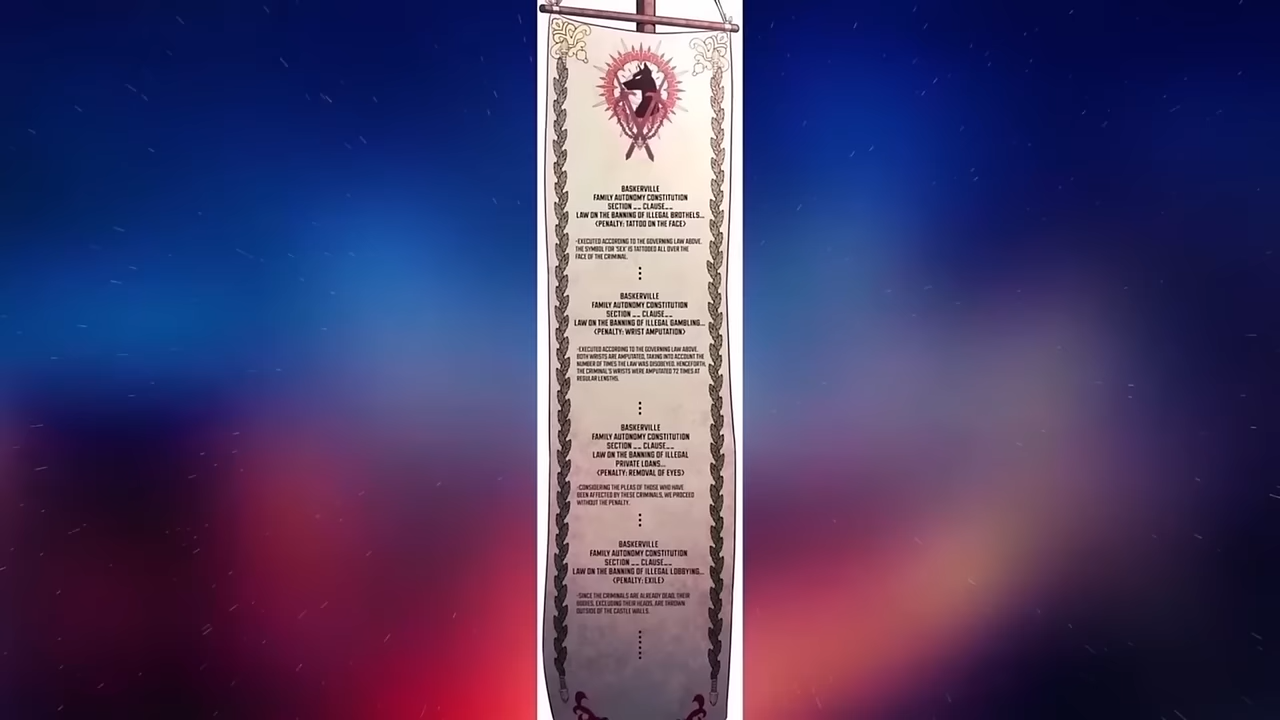 BASKERVILLE
FAMILY AUTONOMY CONSTITUTION
SECTION __ CLAUSE__
LAW ON THE BANNING OF ILLEGAL BROTHELS...
<PENALTY: TATTOO ON THE FACE>
-EXECUTED ACCORDING TO THE GOVERNING LAW ABOVE.
THE SYMBOL FOR 'SEX' IS TATTOOED ALL OVER THE
FACE OF THE CRIMINAL.
BASKERVILLE
FAMILY AUTONOMY CONSTITUTION
SECTION __ CLAUSE__
LAW ON THE BANNING OF ILLEGAL GAMBLING...
<PENALTY: WRIST AMPUTATION>
-EXECUTED ACCORDING TO THE GOVERNING LAW ABOVE.
BOTH WRISTS ARE AMPUTATED, TAKING INTO ACCOUNT THE
NUMBER OF TIMES THE LAW WAS DISOBEYED. HENCEFORTH,
THE CRIMINAL'S WRISTS WERE AMPUTATED 72 TIMES AT
REGULAR LENGTHS.
BASKERVILLE
FAMILY AUTONOMY CONSTITUTION
SECTION __ CLAUSE__
LAW ON THE BANNING OF ILLEGAL
PRIVATE LOANS...
<PENALTY: REMOVAL OF EYES>
-CONSIDERING THE PLEAS OF THOSE WHO HAVE
BEEN AFFECTED BY THESE CRIMINALS, WE PROCEED
WITHOUT THE PENALTY.
BASKERVILLE
FAMILY AUTONOMY CONSTITUTION
SECTION __ CLAUSE__
LAW ON THE BANNING OF ILLEGAL LOBBYING...
<PENALTY: EXILE>
-SINCE THE CRIMINALS ARE ALREADY DEAD, THEIR
BODIES, EXCLUDING THEIR HEADS, ARE THROWN
OUTSIDE OF THE CASTLE WALLS.